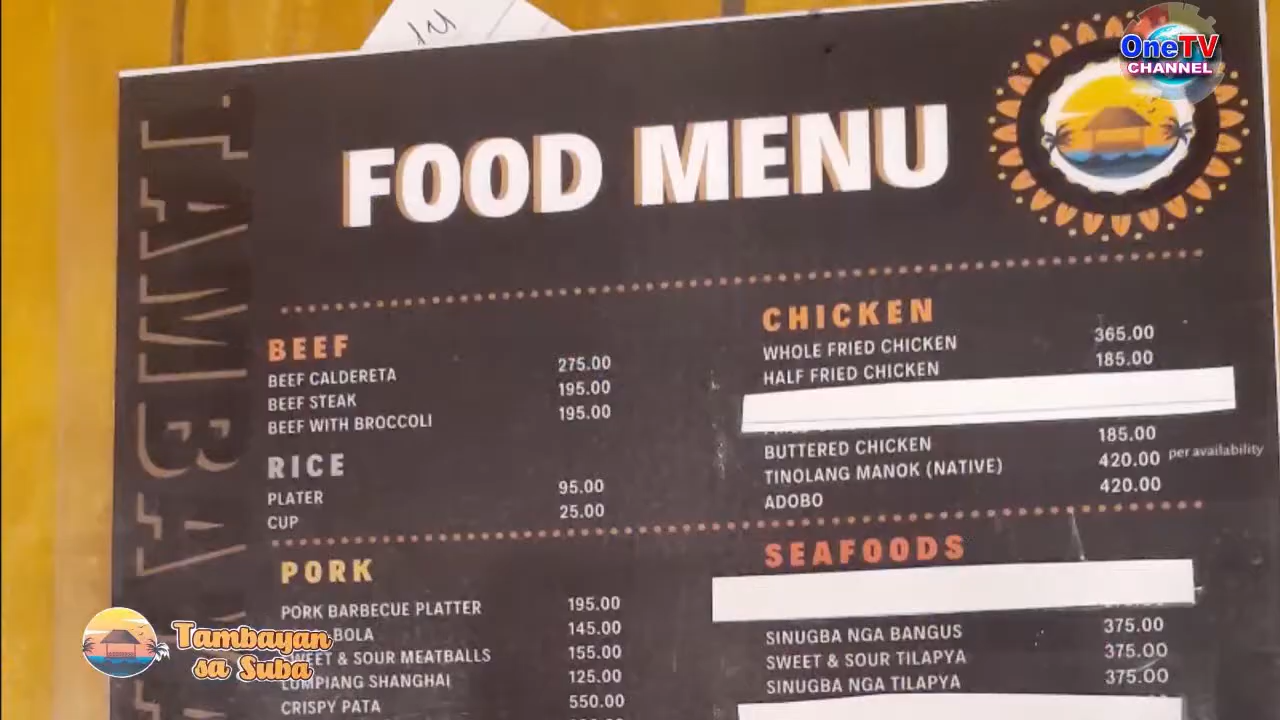 OneTV
CHANNEL
FOOD MENU
TAMBA
BEEF
BEEF CALDERETA 275.00
BEEF STEAK 195.00
BEEF WITH BROCCOLI 195.00
RICE
PLATER 95.00
CUP 25.00
PORK
PORK BARBECUE PLATTER 195.00
BOLA 145.00
SWEET & SOUR MEATBALLS 155.00
LUMPIANG SHANGHAI 125.00
CRISPY PATA 550.00
CHICKEN
WHOLE FRIED CHICKEN 365.00
HALF FRIED CHICKEN 185.00
BUTTERED CHICKEN 185.00
TINOLANG MANOK (NATIVE) 420.00 per availability
ADOBO 420.00
SEAFOODS
SINUGBA NGA BANGUS 375.00
SWEET & SOUR TILAPYA 375.00
SINUGBA NGA TILAPYA 375.00
Tambayan
sa Suba